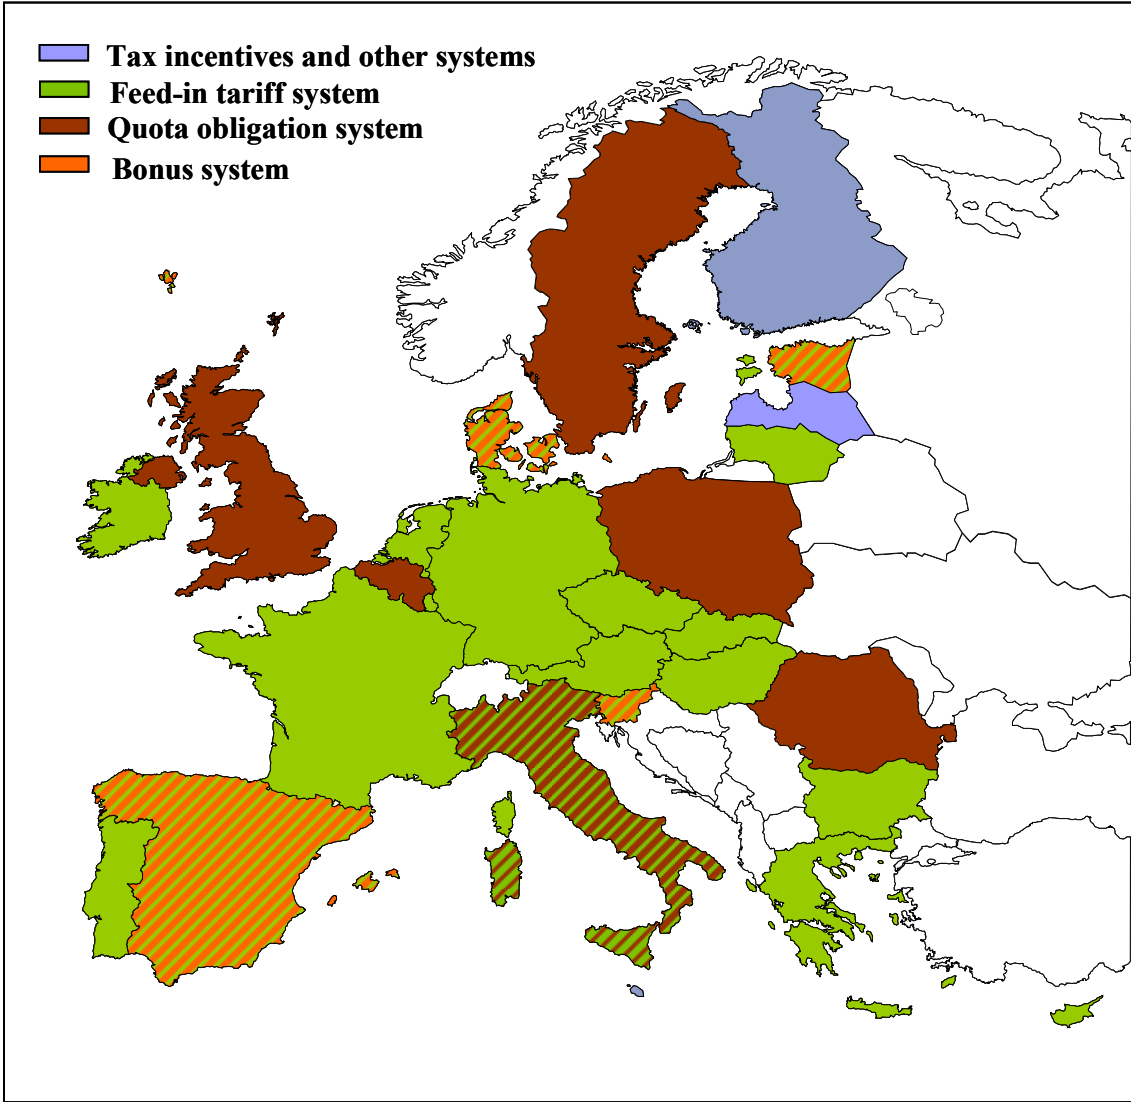 Tax incentives and other systems
Feed-in tariff system
Quota obligation system
Bonus system